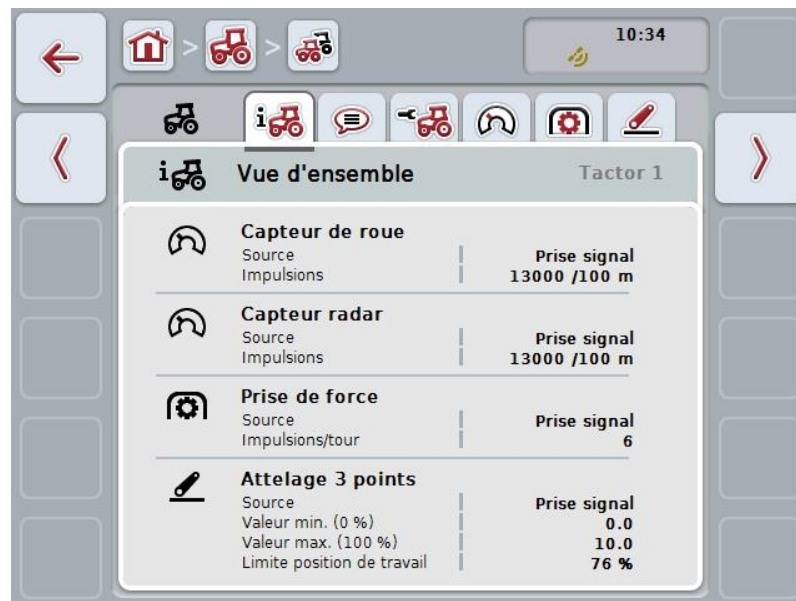 10:34
Vue d'ensemble Tactor 1
Capteur de roue
Source Prise signal
Impulsions 13000 /100 m
Capteur radar
Source Prise signal
Impulsions 13000 /100 m
Prise de force
Source Prise signal
Impulsions/tour 6
Attelage 3 points
Source Prise signal
Valeur min. (0 %) 0.0
Valeur max. (100 %) 10.0
Limite position de travail 76 %